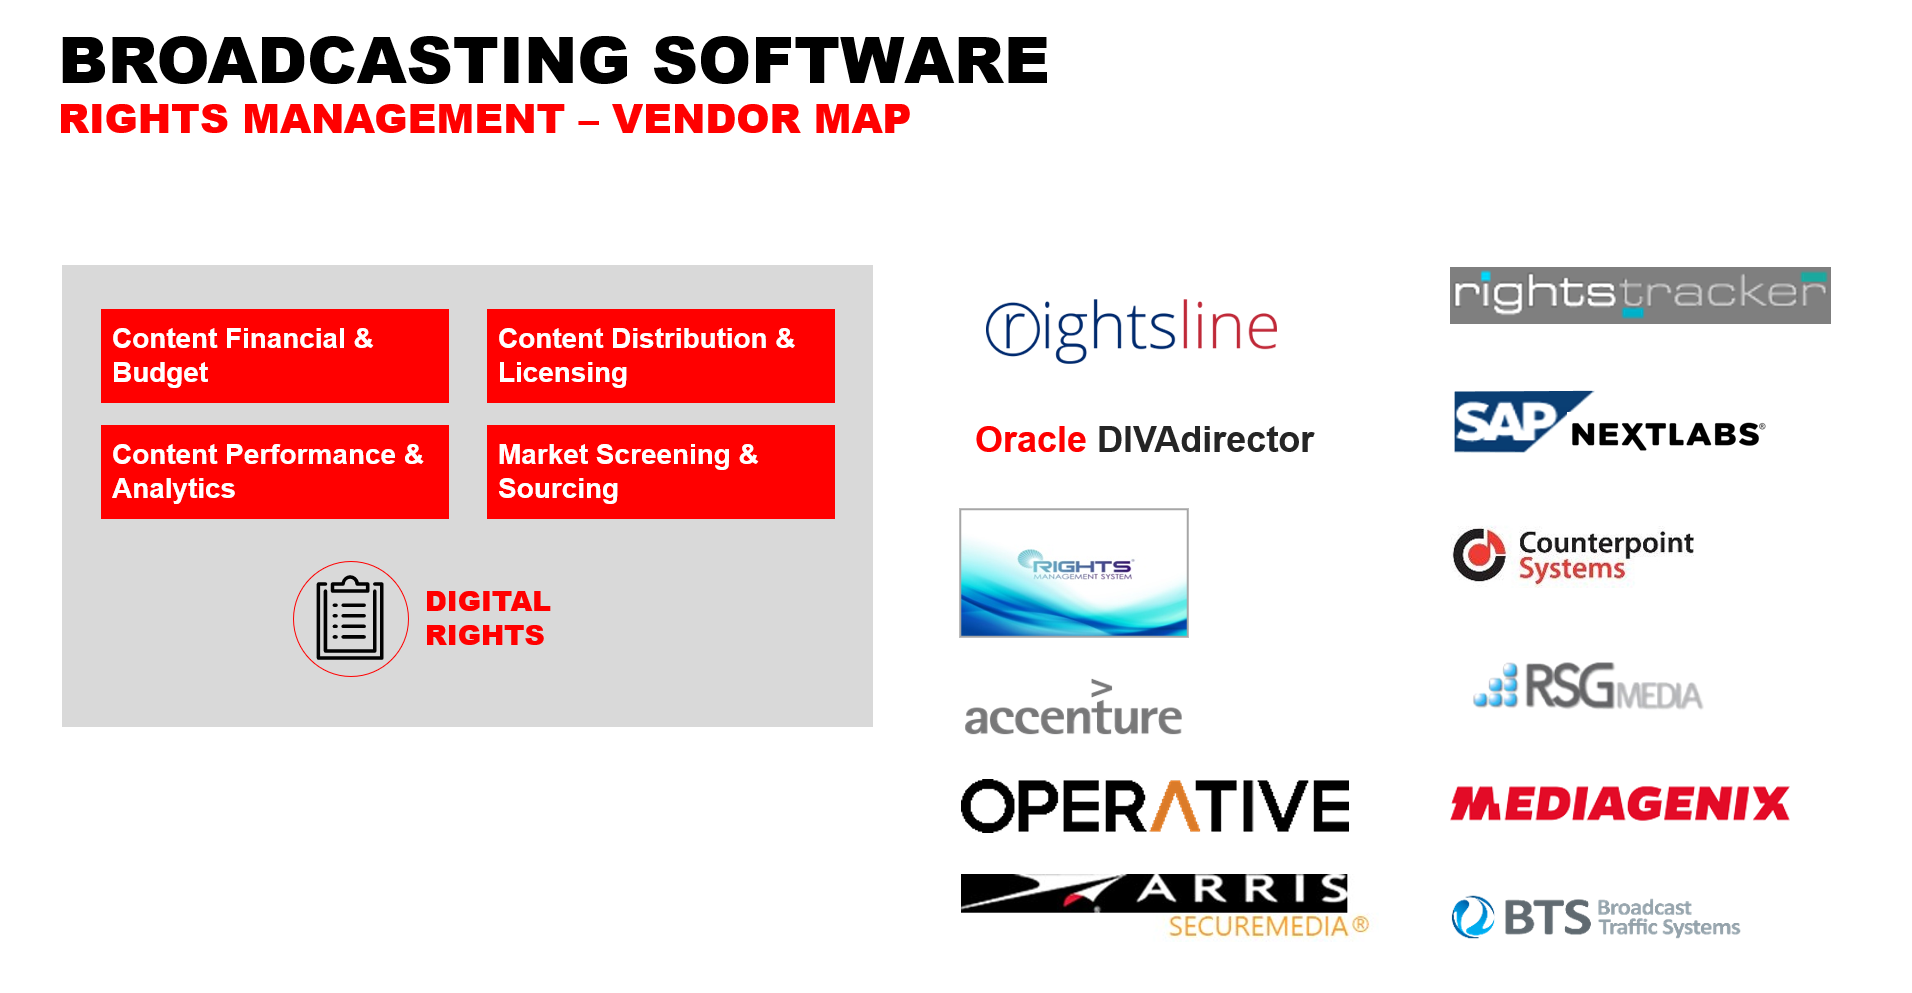 BROADCASTING SOFTWARE
RIGHTS MANAGEMENT – VENDOR MAP
Content Financial &
Budget
Content Distribution &
Licensing
Content Performance &
Analytics
Market Screening &
Sourcing
DIGITAL
RIGHTS
rightsline
Oracle DIVAdirector
RIGHTS
MANAGEMENT SYSTEM
>
accenture
OPERATIVE
ARRIS
SECUREMEDIA®
rightstracker
SAP NEXTLABS®
Counterpoint
Systems
RSG MEDIA
MEDIAGENIX
BTS Broadcast
Traffic Systems